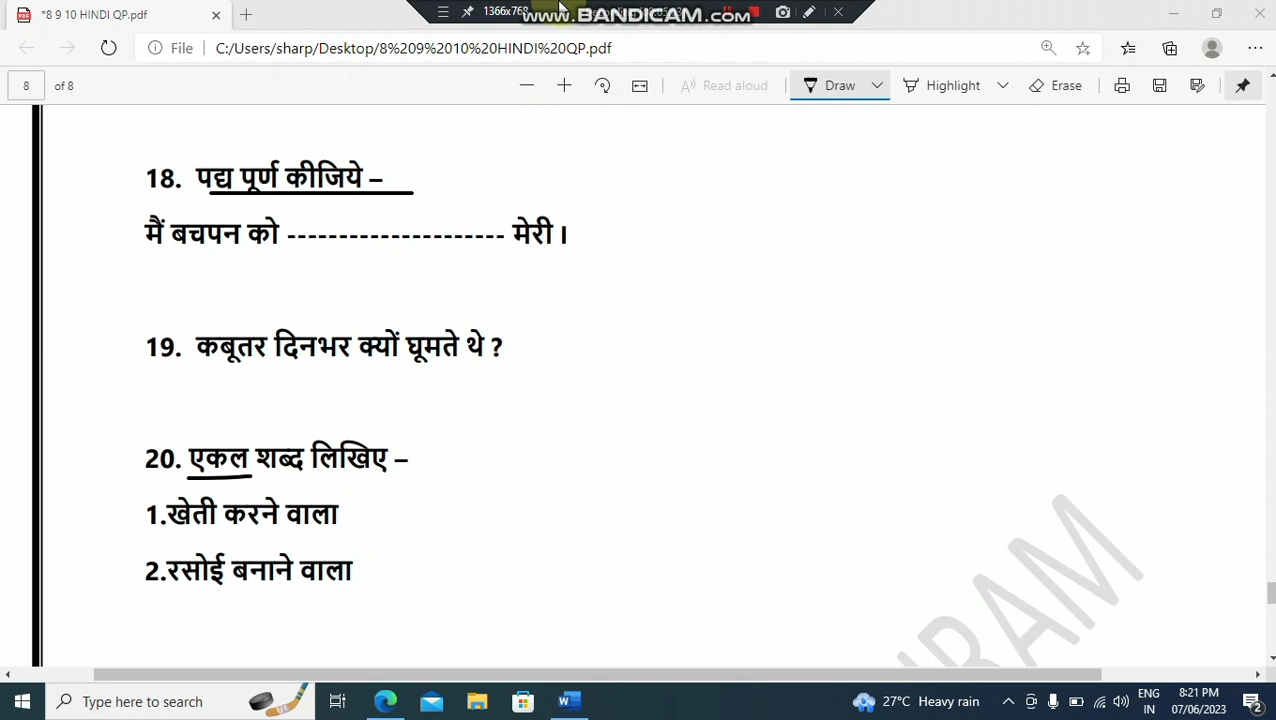 *8 9 10 HINDI QP.pdf
1366x768
www.BANDICAM.com
File
C:/Users/sharp/Desktop/8%209%2010%20HINDI%20QP.pdf
8 of 8
Read aloud
Draw
Highlight
Erase
18. पद्य पूर्ण कीजिये –
मैं बचपन को --------------------- मेरी ।
19. कबूतर दिनभर क्यों घूमते थे ?
20. एकल शब्द लिखिए –
1.खेती करने वाला
2.रसोई बनाने वाला
RAM
Type here to search
27°C Heavy rain
ENG
IN
8:21 PM
07/06/2023
2